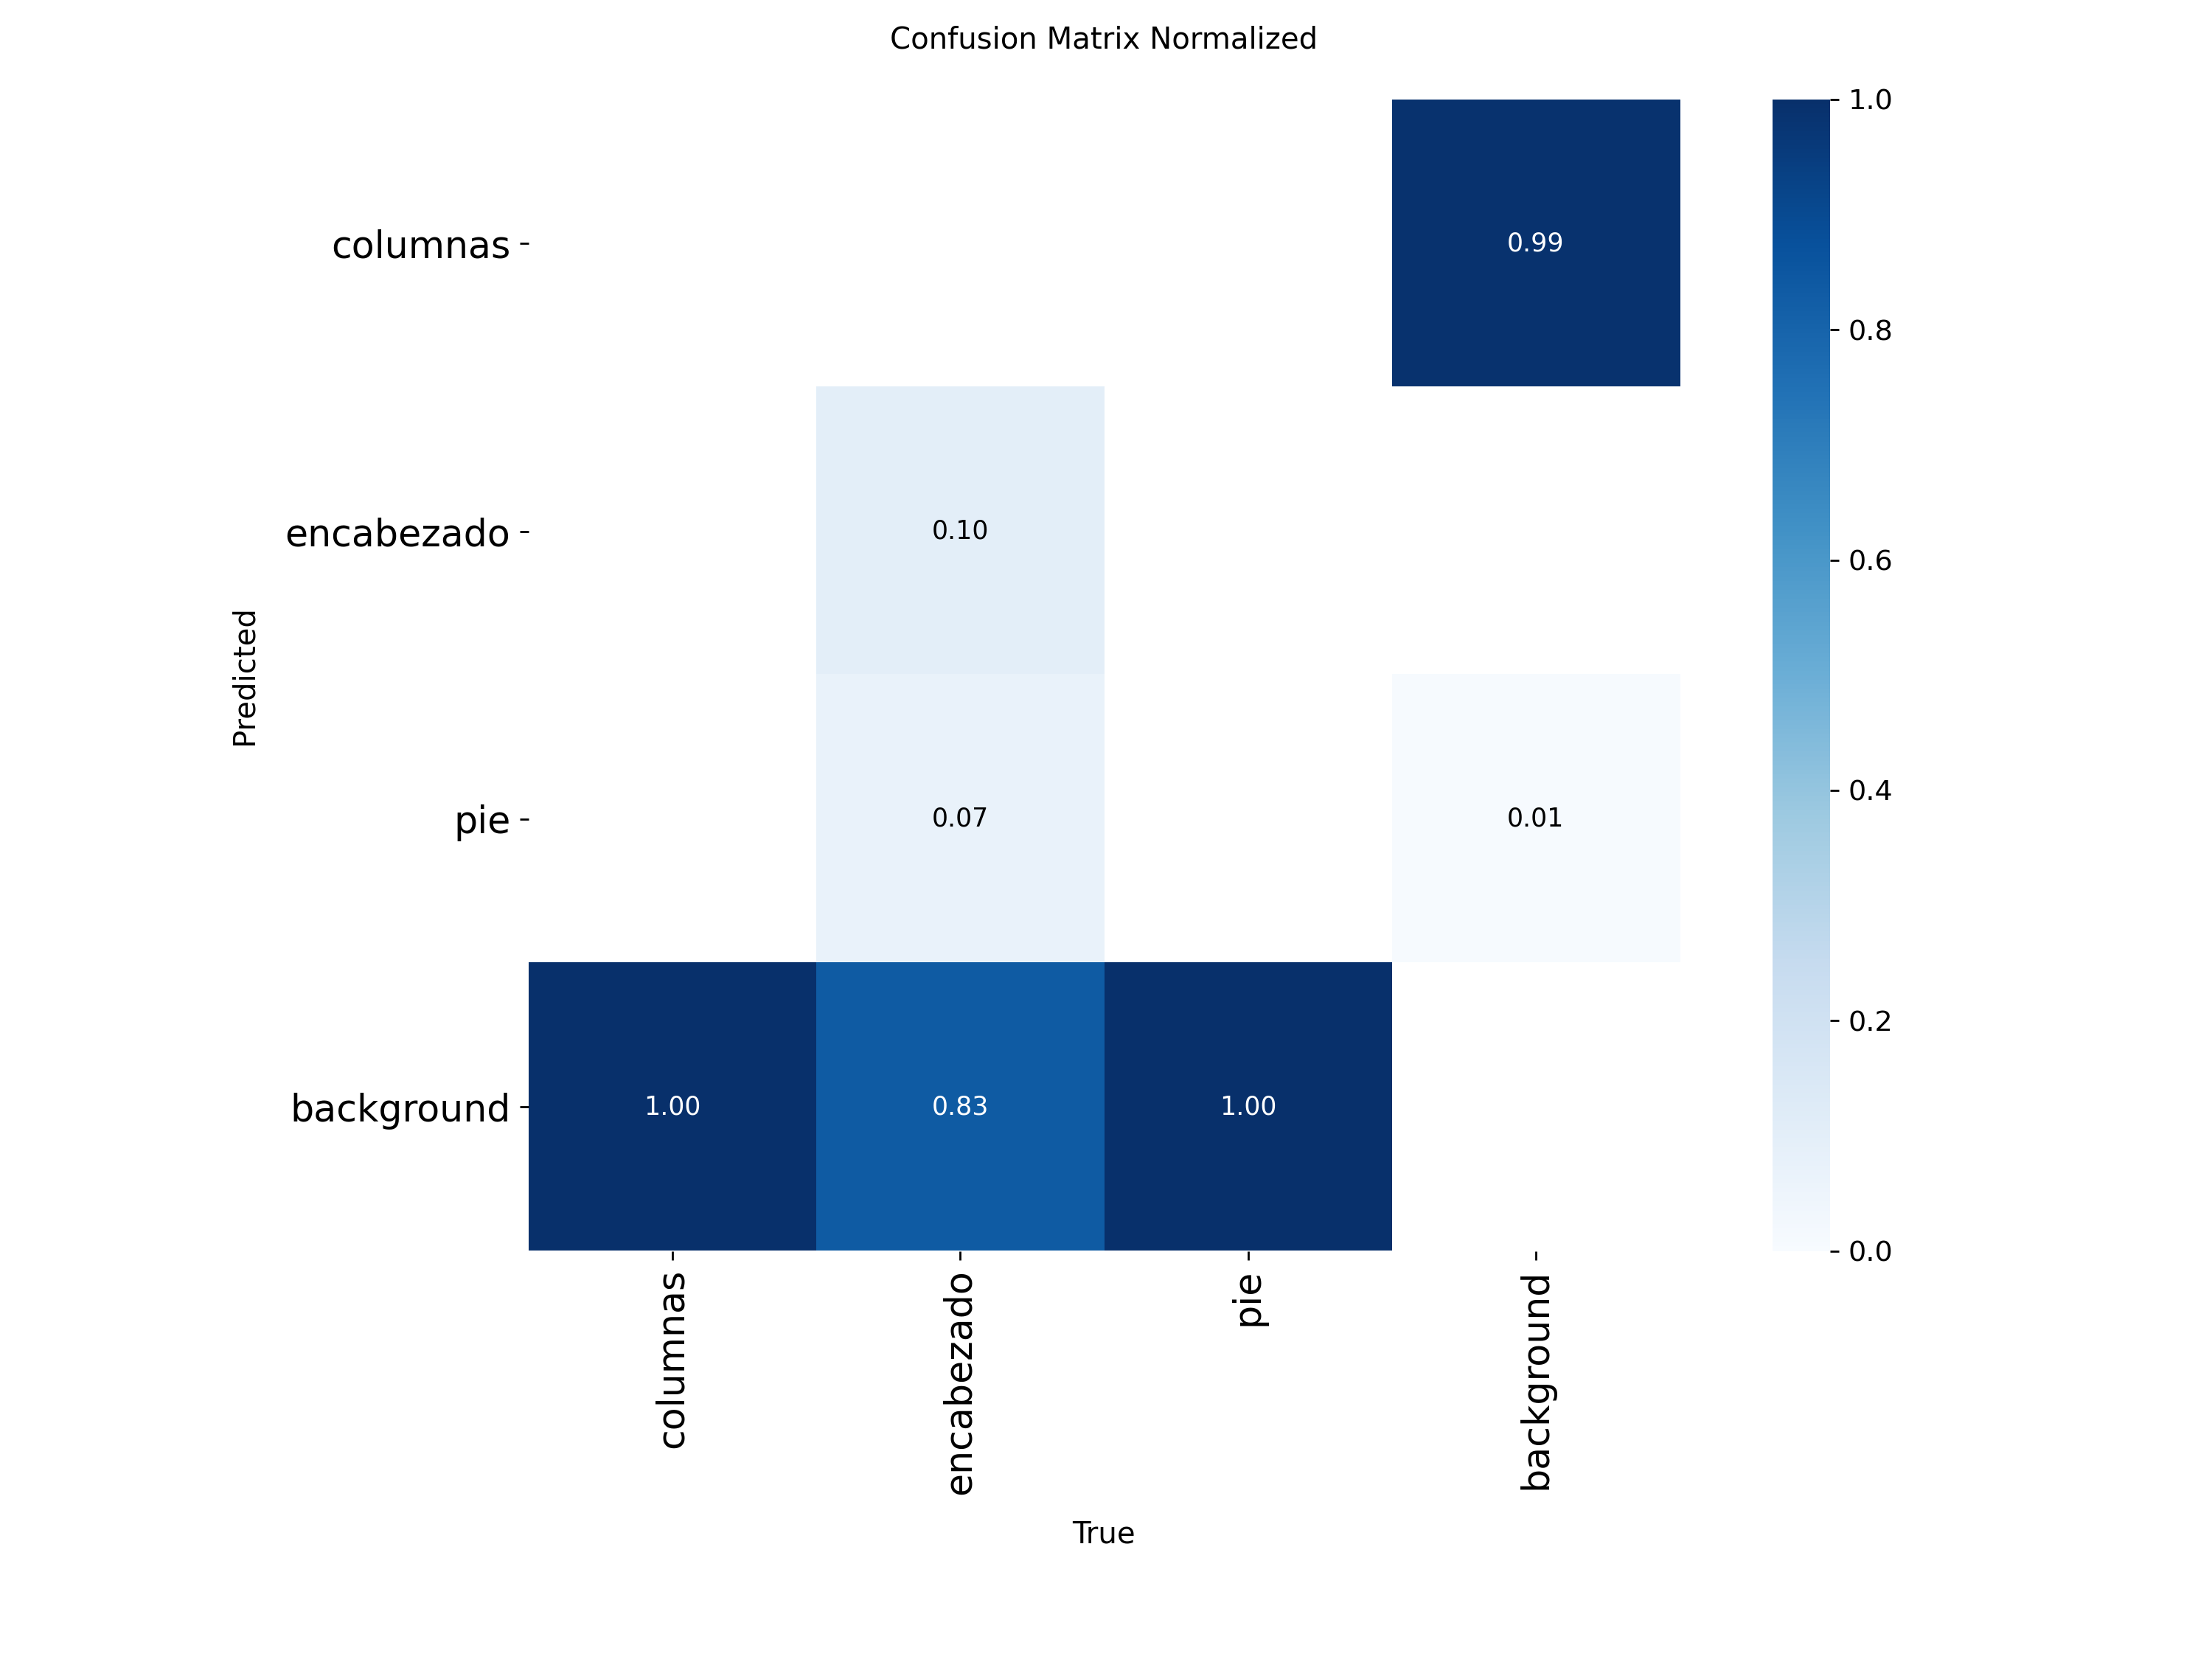 Confusion Matrix Normalized
1.0
columnas
0.99
0.8
encabezado
0.10
0.6
Predicted
pie
0.07
0.01
0.4
background
1.00
0.83
1.00
0.2
0.0
columnas
encabezado
pie
background
True